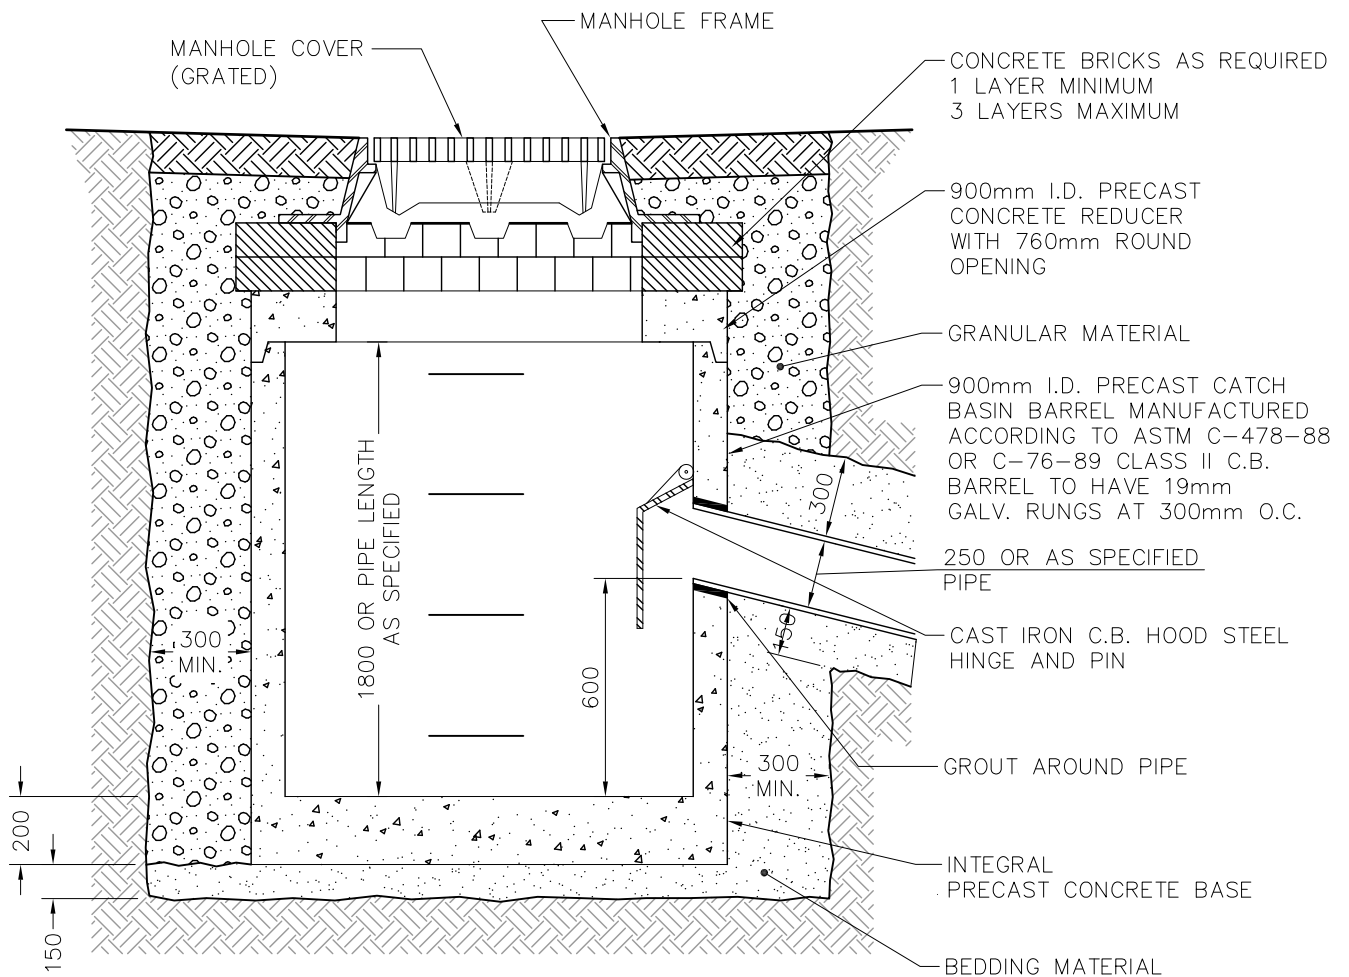 MANHOLE FRAME
MANHOLE COVER
(GRATED)
CONCRETE BRICKS AS REQUIRED
1 LAYER MINIMUM
3 LAYERS MAXIMUM
900mm I.D. PRECAST
CONCRETE REDUCER
WITH 760mm ROUND
OPENING
GRANULAR MATERIAL
900mm I.D. PRECAST CATCH
BASIN BARREL MANUFACTURED
ACCORDING TO ASTM C-478-88
OR C-76-89 CLASS II C.B.
BARREL TO HAVE 19mm
GALV. RUNGS AT 300mm O.C.
300
1800 OR PIPE LENGTH
AS SPECIFIED
250 OR AS SPECIFIED
PIPE
150
CAST IRON C.B. HOOD STEEL
HINGE AND PIN
300
MIN.
600
GROUT AROUND PIPE
300
MIN.
200
INTEGRAL
PRECAST CONCRETE BASE
150
BEDDING MATERIAL